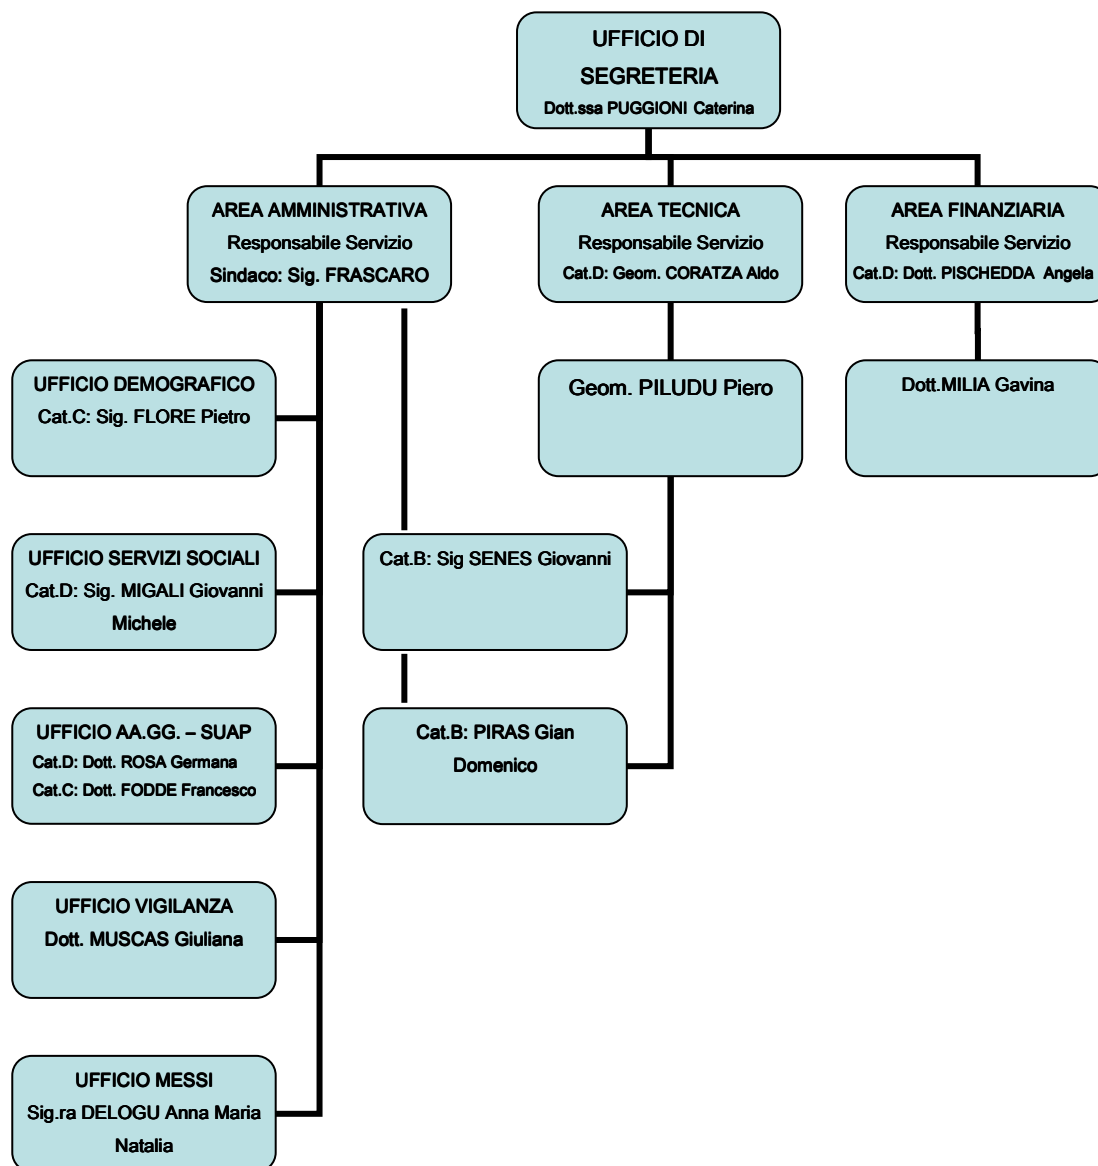 UFFICIO DI
SEGRETERIA
Dott.ssa PUGGIONI Caterina
AREA AMMINISTRATIVA
Responsabile Servizio
Sindaco: Sig. FRASCARO
AREA TECNICA
Responsabile Servizio
Cat.D: Geom. CORATZA Aldo
AREA FINANZIARIA
Responsabile Servizio
Cat.D: Dott. PISCHEDDA Angela
UFFICIO DEMOGRAFICO
Cat.C: Sig. FLORE Pietro
Geom. PILUDU Piero
Dott.MILIA Gavina
UFFICIO SERVIZI SOCIALI
Cat.D: Sig. MIGALI Giovanni
Michele
Cat.B: Sig SENES Giovanni
UFFICIO AA.GG. – SUAP
Cat.D: Dott. ROSA Germana
Cat.C: Dott. FODDE Francesco
Cat.B: PIRAS Gian
Domenico
UFFICIO VIGILANZA
Dott. MUSCAS Giuliana
UFFICIO MESSI
Sig.ra DELOGU Anna Maria
Natalia